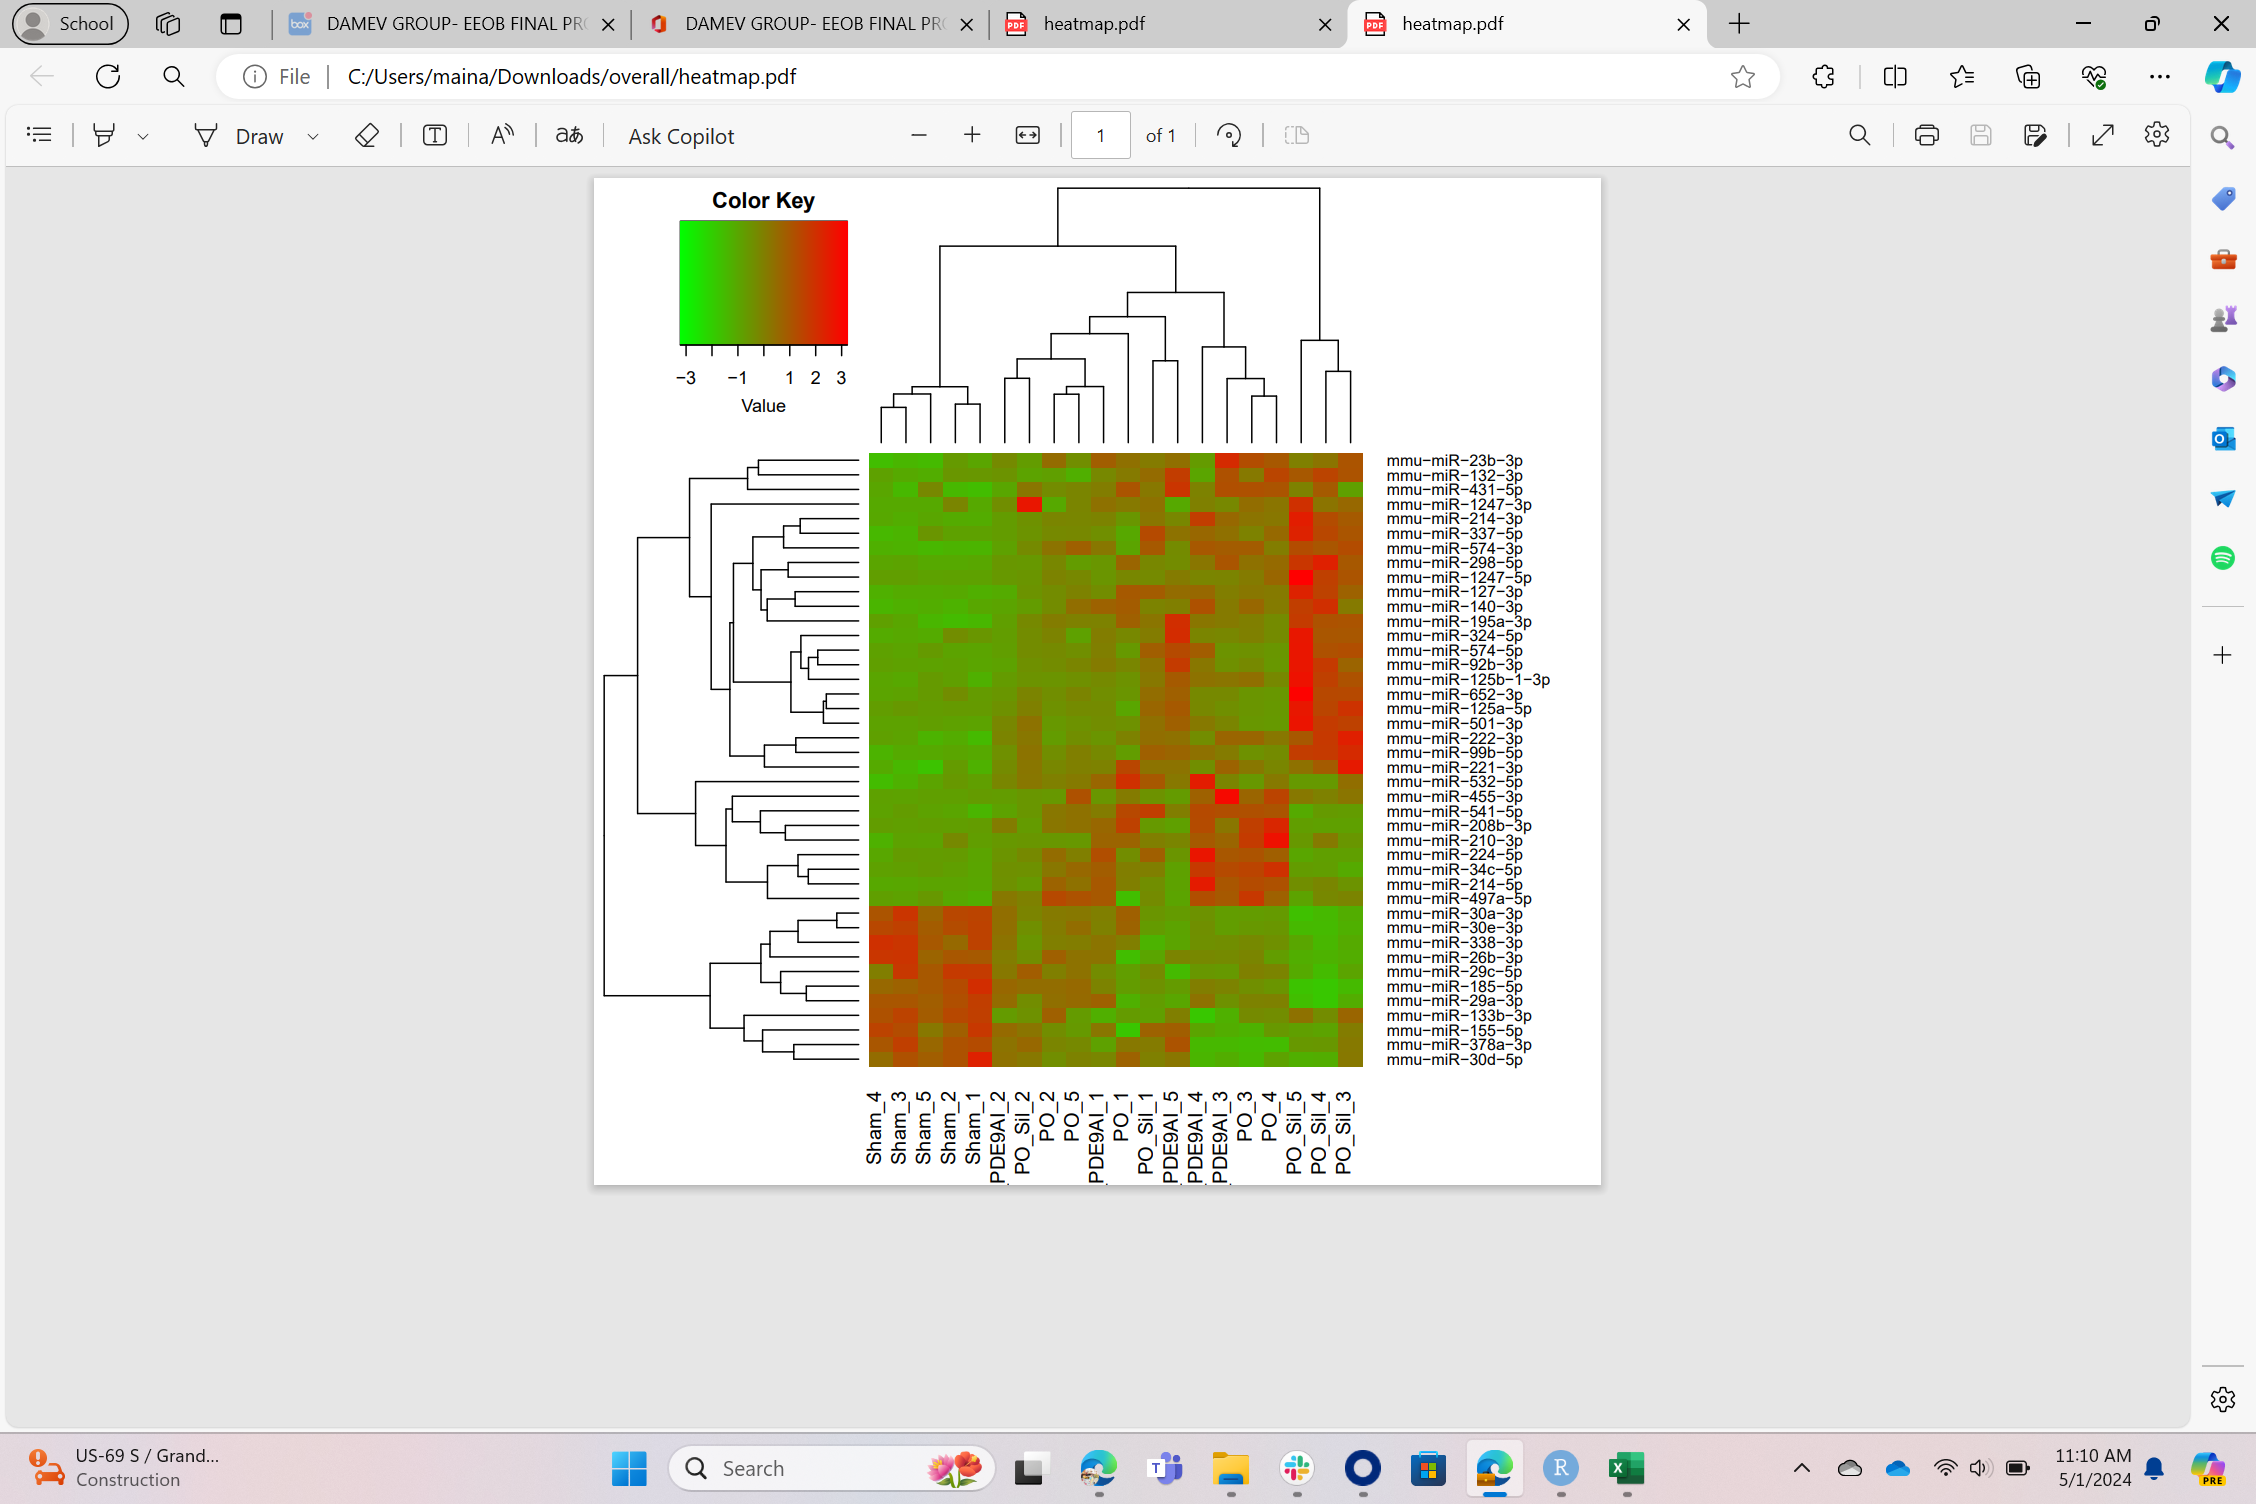 School
DAMEV GROUP- EEOB FINAL PR
DAMEV GROUP- EEOB FINAL PR
heatmap.pdf
heatmap.pdf
File
C:/Users/maina/Downloads/overall/heatmap.pdf
Draw
Ask Copilot
1
of 1
Color Key
−3 −1 1 2 3
Value
mmu−miR−23b−3p
mmu−miR−132−3p
mmu−miR−431−5p
mmu−miR−1247−3p
mmu−miR−214−3p
mmu−miR−337−5p
mmu−miR−574−3p
mmu−miR−298−5p
mmu−miR−1247−5p
mmu−miR−127−3p
mmu−miR−140−3p
mmu−miR−195a−3p
mmu−miR−324−5p
mmu−miR−574−5p
mmu−miR−92b−3p
mmu−miR−125b−1−3p
mmu−miR−652−3p
mmu−miR−125a−5p
mmu−miR−501−3p
mmu−miR−222−3p
mmu−miR−99b−5p
mmu−miR−221−3p
mmu−miR−532−5p
mmu−miR−455−3p
mmu−miR−541−5p
mmu−miR−208b−3p
mmu−miR−210−3p
mmu−miR−224−5p
mmu−miR−34c−5p
mmu−miR−214−5p
mmu−miR−497a−5p
mmu−miR−30a−3p
mmu−miR−30e−3p
mmu−miR−338−3p
mmu−miR−26b−3p
mmu−miR−29c−5p
mmu−miR−185−5p
mmu−miR−29a−3p
mmu−miR−133b−3p
mmu−miR−155−5p
mmu−miR−378a−3p
mmu−miR−30d−5p
Sham_4
Sham_3
Sham_5
Sham_2
Sham_1
_PDE9AI_2
PO_Sil_2
PO_2
PO_5
_PDE9AI_1
PO_1
PO_Sil_1
_PDE9AI_5
_PDE9AI_4
_PDE9AI_3
PO_3
PO_4
PO_Sil_5
PO_Sil_4
PO_Sil_3
US-69 S / Grand...
Construction
Search
11:10 AM
5/1/2024
PRE